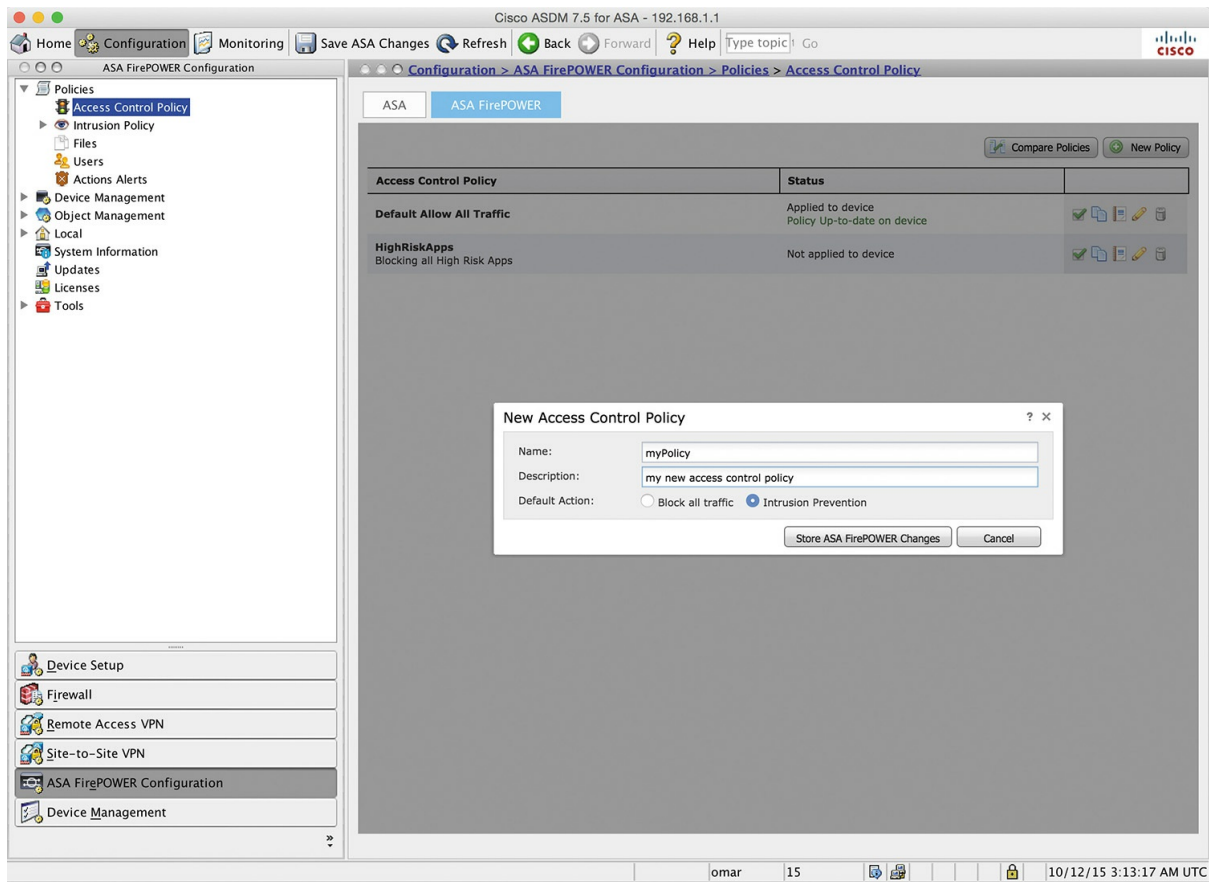 Cisco ASDM 7.5 for ASA - 192.168.1.1
Home Configuration Monitoring Save ASA Changes Refresh Back Forward Help Type topic Go
CISCO
ASA FirePOWER Configuration
Configuration > ASA FirePOWER Configuration > Policies > Access Control Policy
Policies
Access Control Policy
Intrusion Policy
Files
Users
Actions Alerts
Device Management
Object Management
Local
System Information
Updates
Licenses
Tools
ASA ASA FirePOWER
Compare Policies New Policy
Access Control Policy Status
Default Allow All Traffic Applied to device
Policy Up-to-date on device
HighRiskApps
Blocking all High Risk Apps Not applied to device
New Access Control Policy ? ×
Name: myPolicy
Description: my new access control policy
Default Action: Block all traffic Intrusion Prevention
Store ASA FirePOWER Changes Cancel
Device Setup
Firewall
Remote Access VPN
Site-to-Site VPN
ASA FirePOWER Configuration
Device Management
omar 15 10/12/15 3:13:17 AM UTC